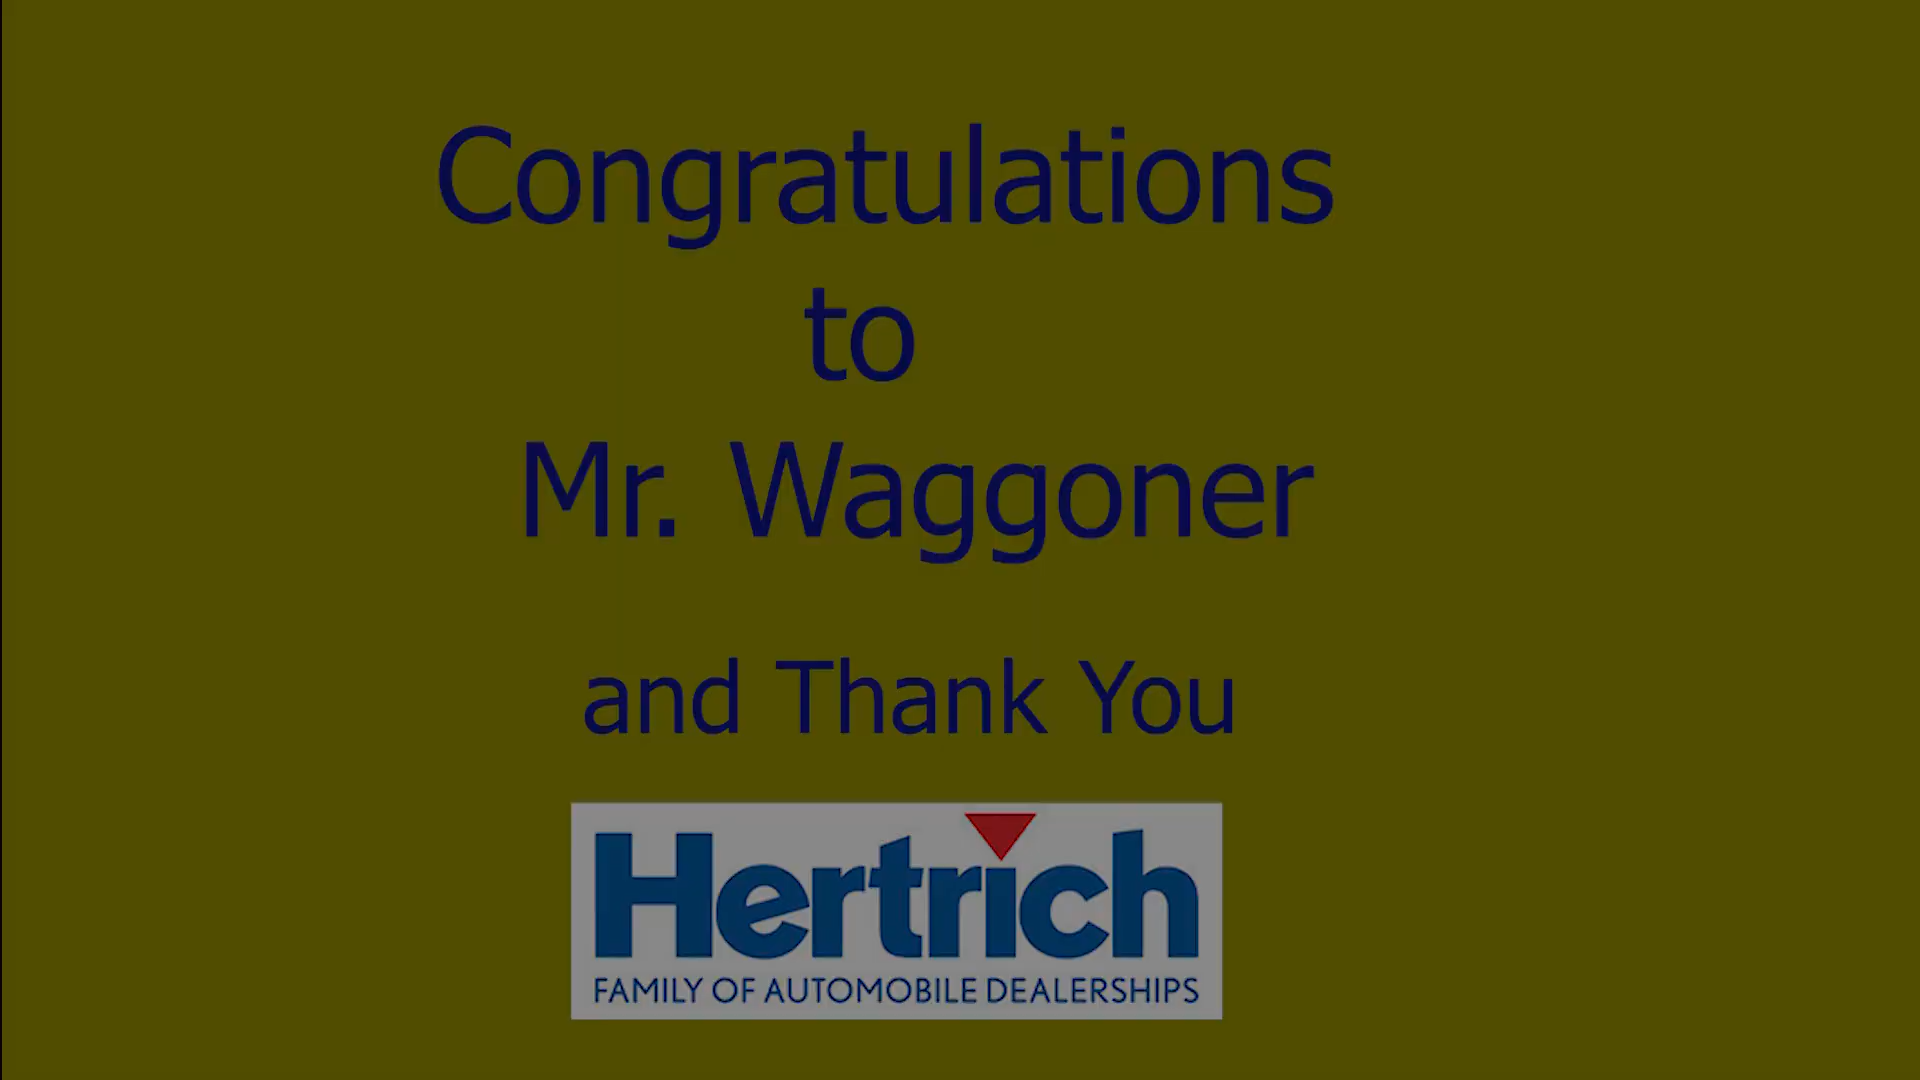 Congratulations
to
Mr. Waggoner
and Thank You
Hertrich
FAMILY OF AUTOMOBILE DEALERSHIPS